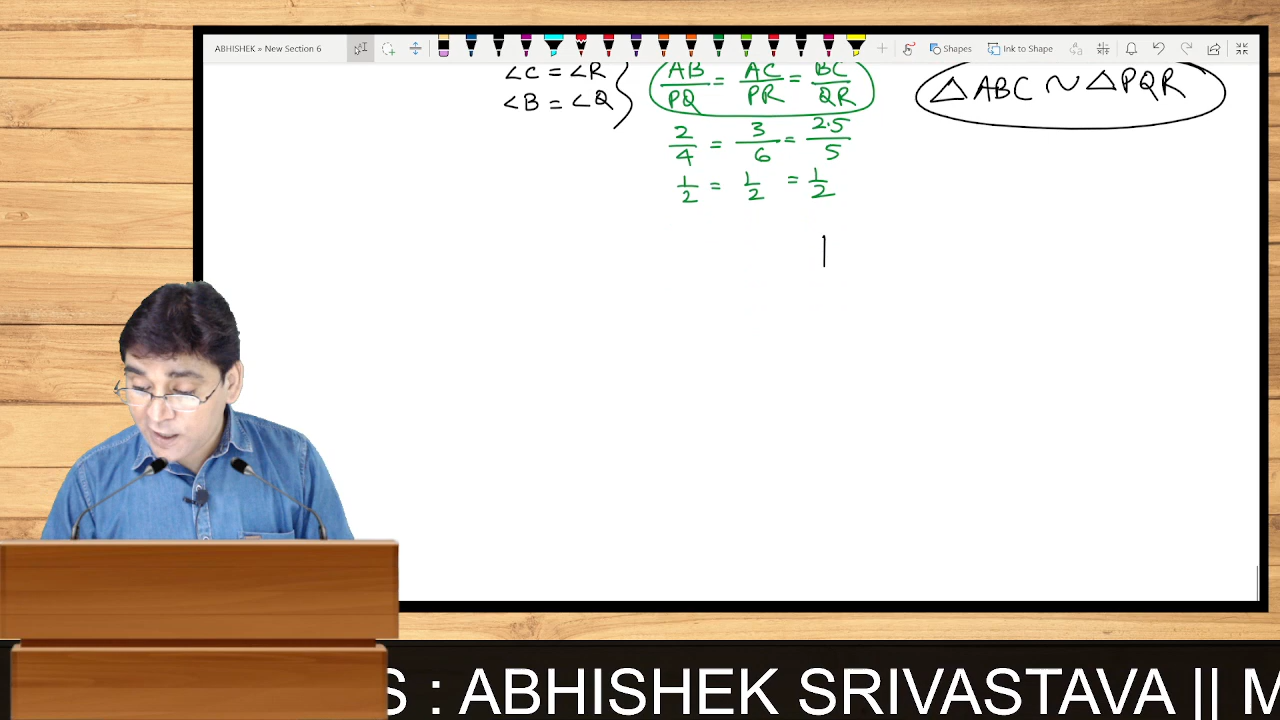 ABHISHEK » New Section 6
Shapes
Ink to Shape
∠C = ∠R
∠B = ∠Q
AB/PQ = AC/PR = BC/QR
△ABC ~ △PQR
2/4 = 3/6 = 2.5/5
1/2 = 1/2 = 1/2
S : ABHISHEK SRIVASTAVA || M